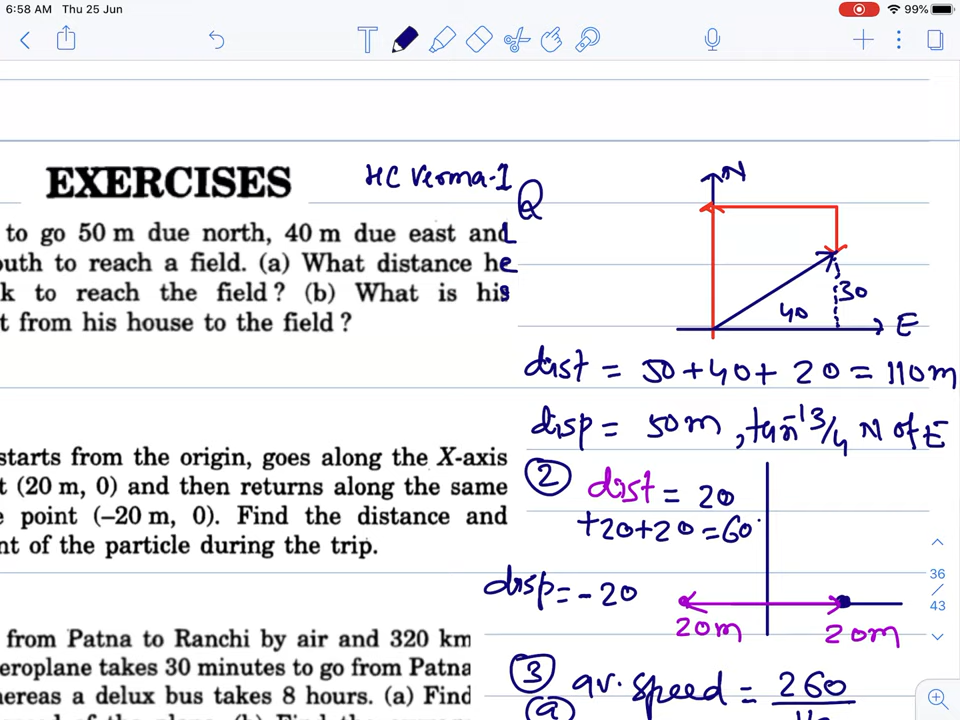 6:58 AM Thu 25 Jun
99%
T
EXERCISES
HC Verma-1
Q
N
to go 50 m due north, 40 m due east and
outh to reach a field. (a) What distance he
k to reach the field? (b) What is his
t from his house to the field?
30
40
E
dist = 50+40+ 20 = 110m
disp = 50m, tan⁻¹3/4 N of E
starts from the origin, goes along the X-axis
t (20 m, 0) and then returns along the same
e point (–20 m, 0). Find the distance and
nt of the particle during the trip.
2
dist = 20
+20+20=60
disp=-20
20m
20m
36
/
43
from Patna to Ranchi by air and 320 km
eroplane takes 30 minutes to go from Patna
hereas a delux bus takes 8 hours. (a) Find
3
(a)
av. speed = 260